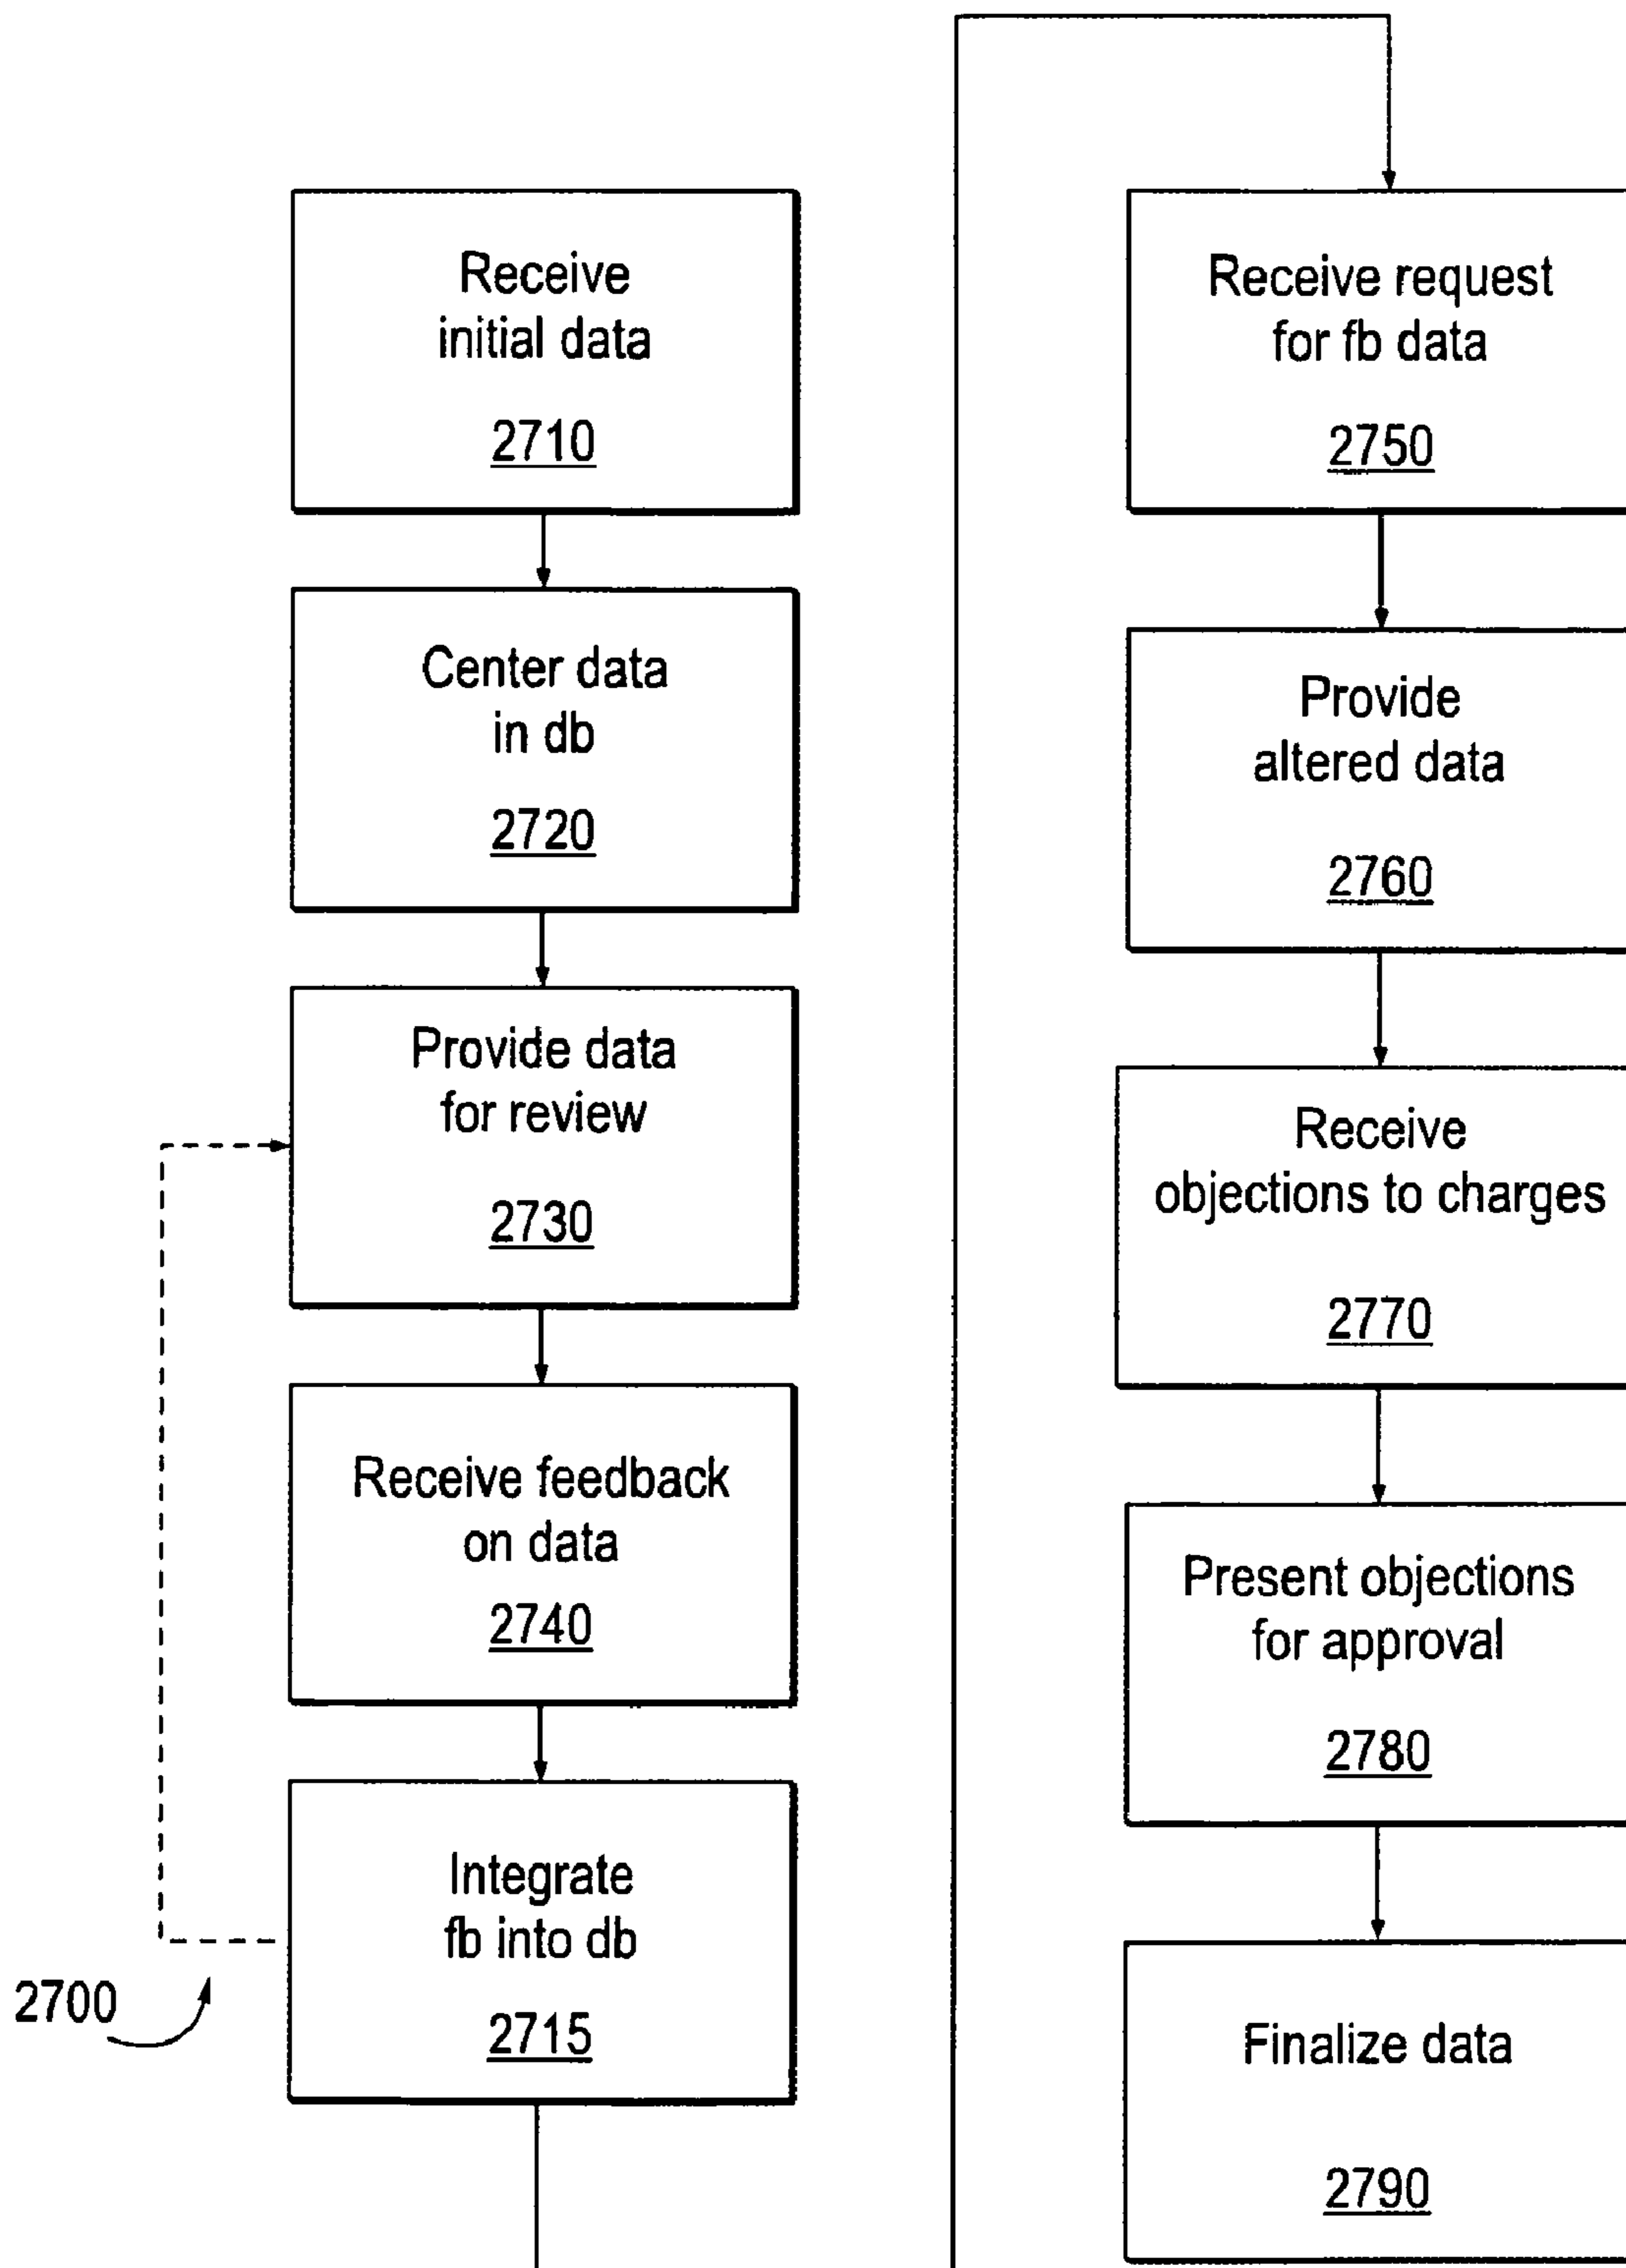 Receive
initial data
2710
Center data
in db
2720
Provide data
for review
2730
Receive feedback
on data
2740
Integrate
fb into db
2715
2700
Receive request
for fb data
2750
Provide
altered data
2760
Receive
objections to charges
2770
Present objections
for approval
2780
Finalize data
2790